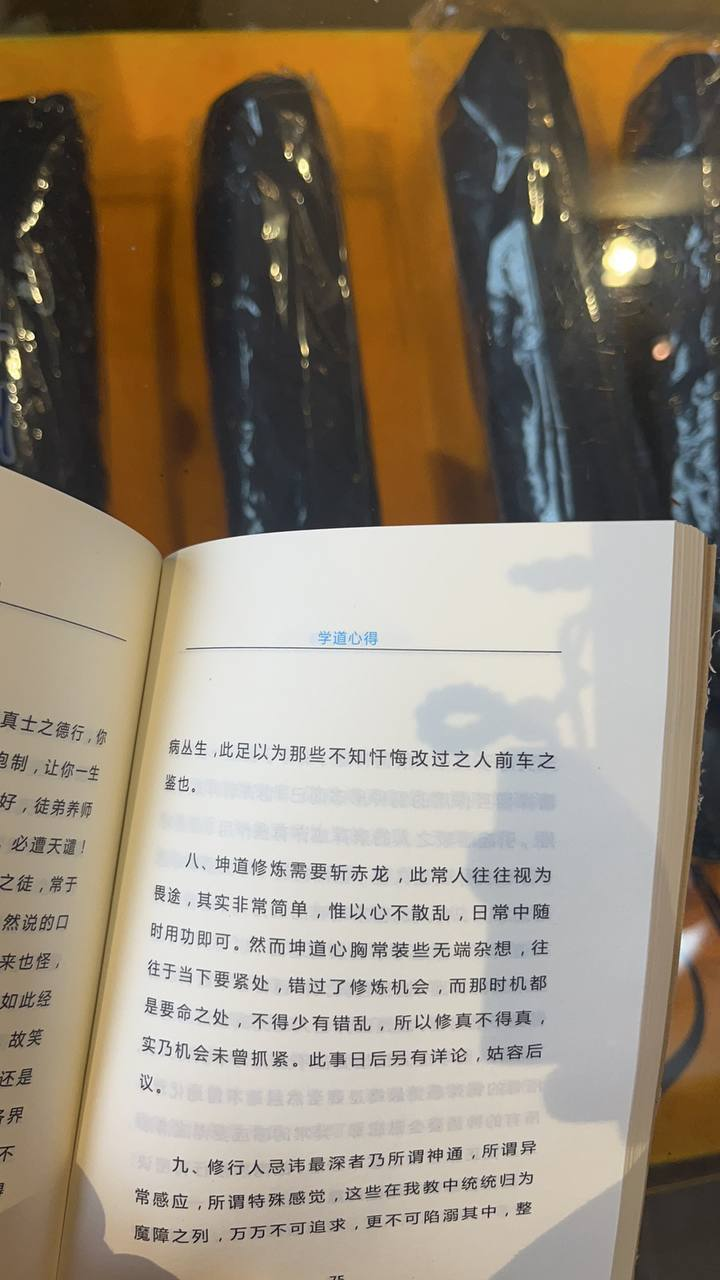 真士之德行，你
制，让你一生
好，徒弟养师
必遭天谴！
之徒，常于
然说的口
来也怪，
如此经
故笑
还是
各界
不
学道心得
病丛生，此足以为那些不知忏悔改过之人前车之
鉴也。
八、坤道修炼需要斩赤龙，此常人往往视为
畏途，其实非常简单，惟以心不散乱，日常中随
时用功即可。然而坤道心胸常装些无端杂想，往
往于当下要紧处，错过了修炼机会，而那时机都
是要命之处，不得少有错乱，所以修真不得真，
实乃机会未曾抓紧。此事日后另有详论，姑容后
议。
九、修行人忌讳最深者乃所谓神通，所谓异
常感应，所谓特殊感觉，这些在我教中统统归为
魔障之列，万万不可追求，更不可陷溺其中，整
75